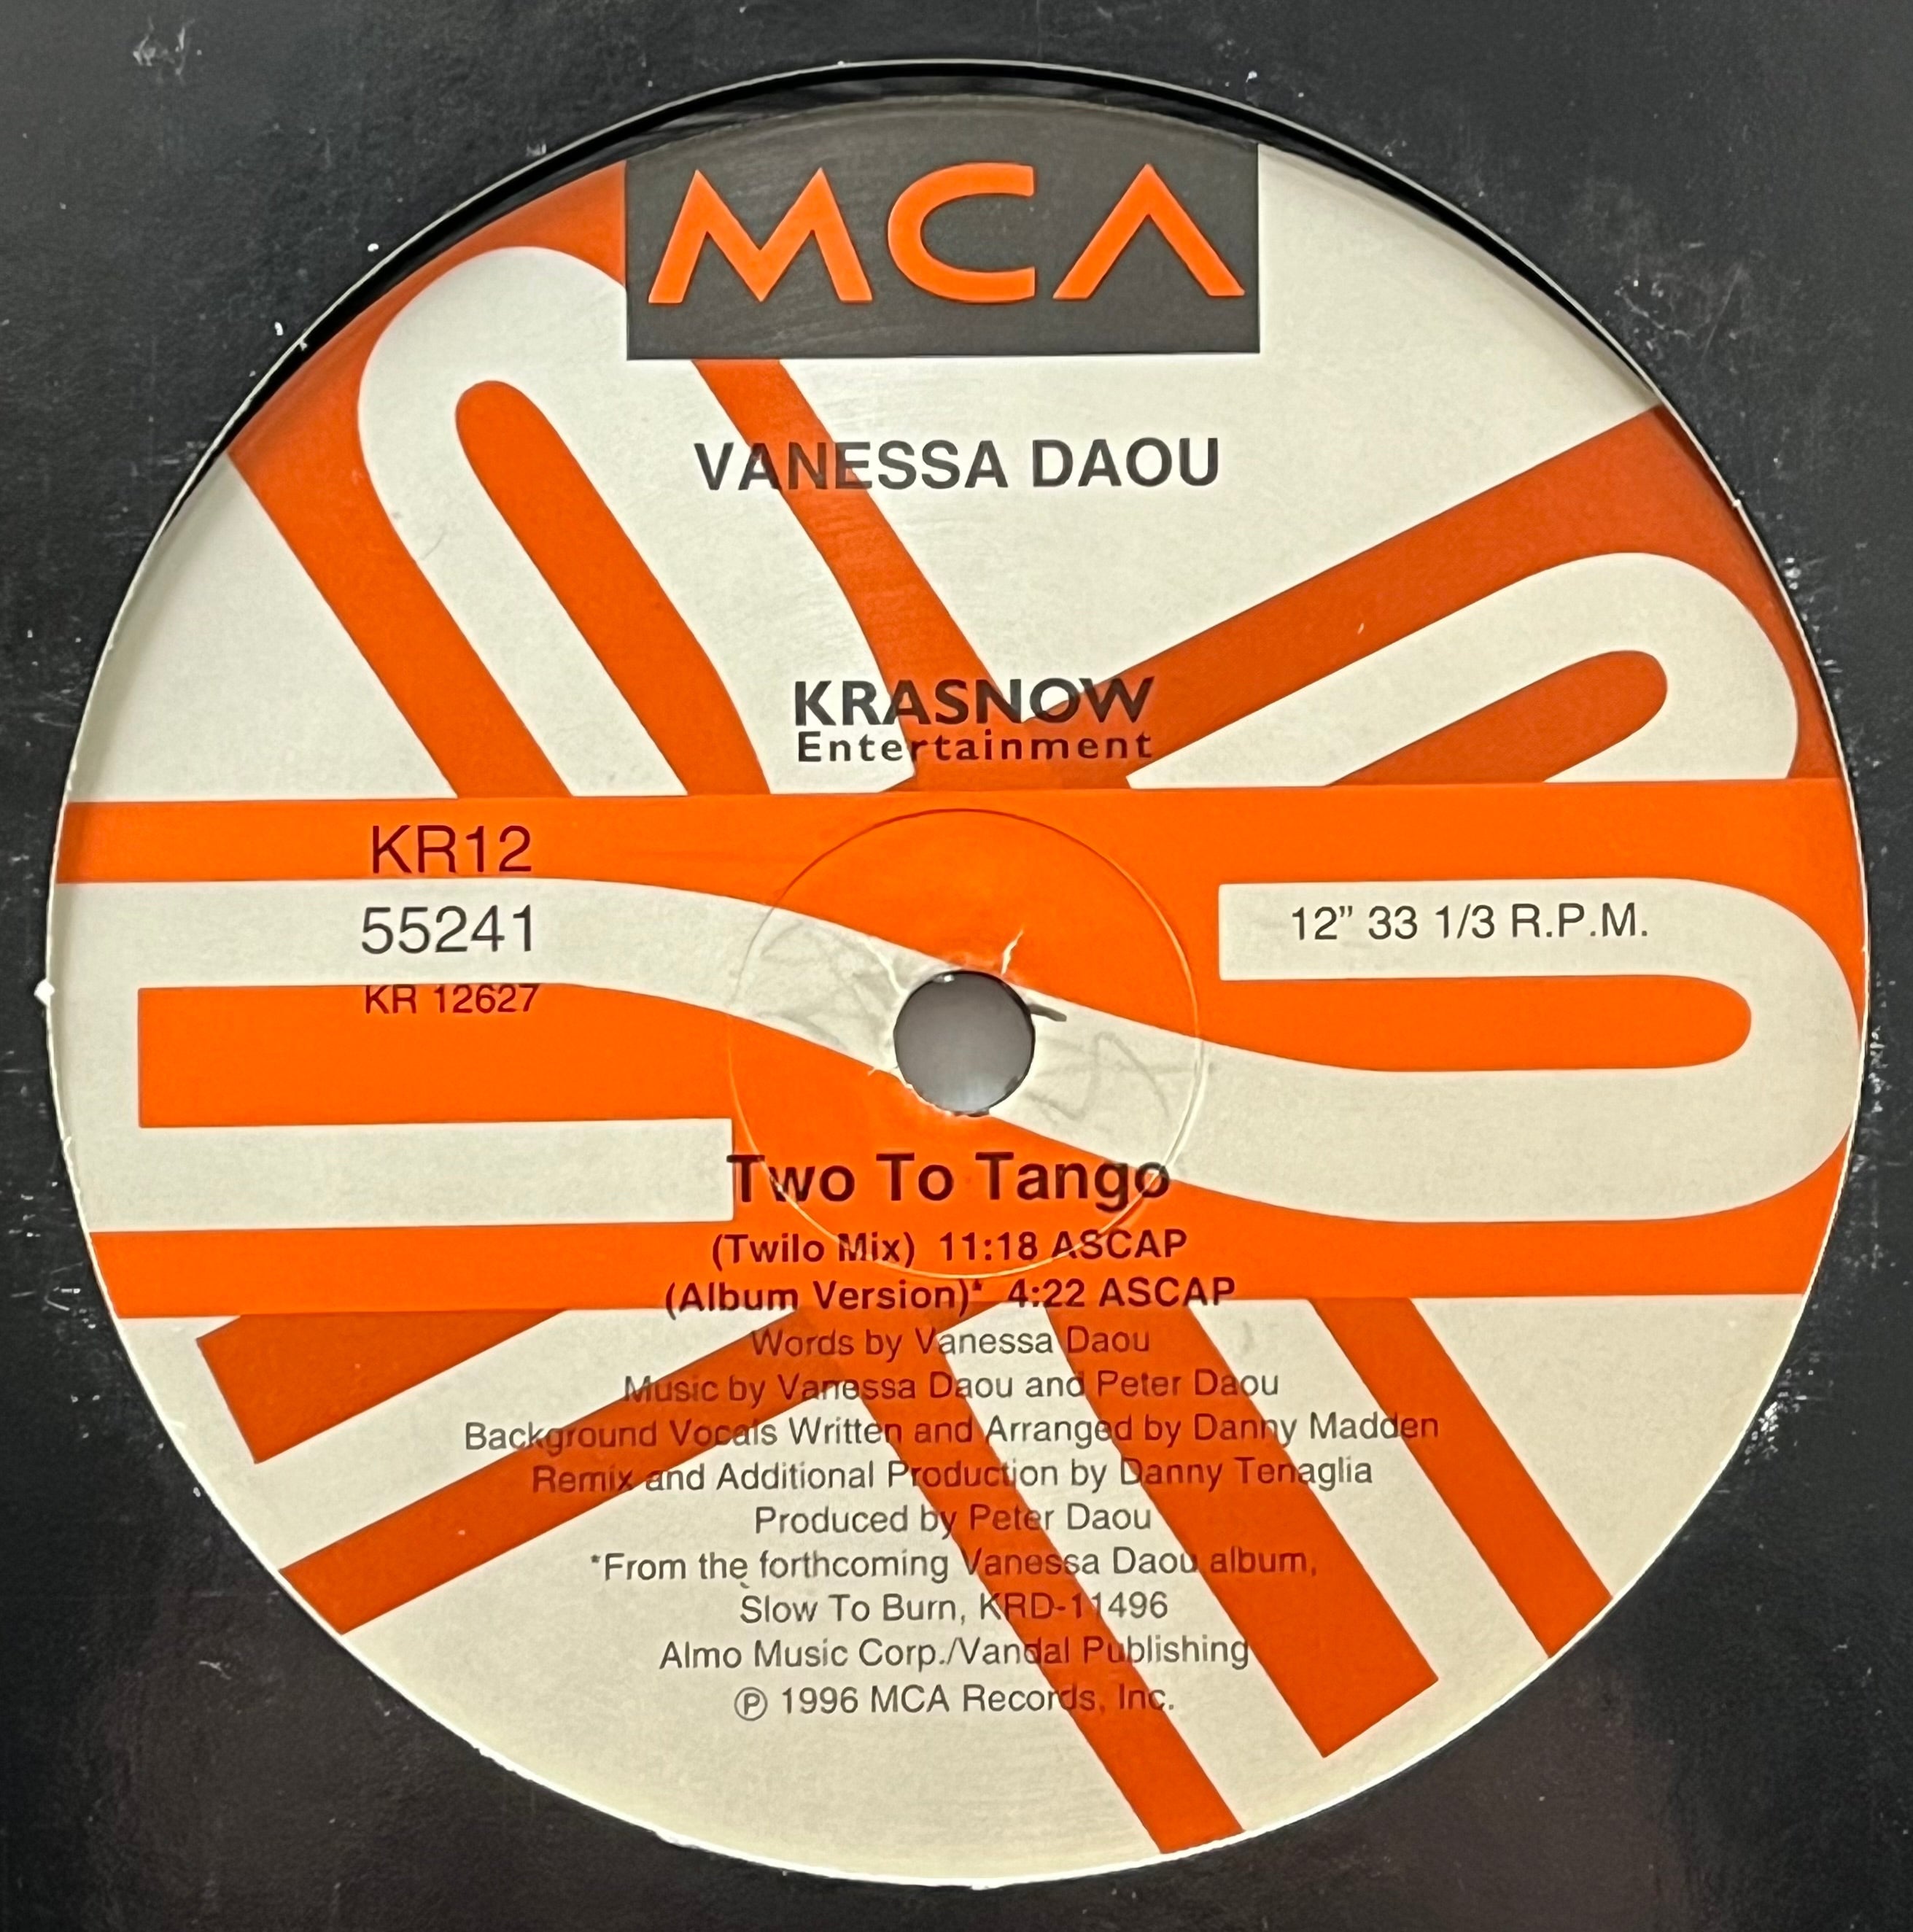 MCA
VANESSA DAOU
KRASNOW
Entertainment
KR12
55241
KR 12627
12" 33 1/3 R.P.M.
Two To Tango
(Twilo Mix) 11:18 ASCAP
(Album Version)* 4:22 ASCAP
Words by Vanessa Daou
Music by Vanessa Daou and Peter Daou
Background Vocals Written and Arranged by Danny Madden
Remix and Additional Production by Danny Tenaglia
Produced by Peter Daou
*From the forthcoming Vanessa Daou album,
Slow To Burn, KRD-11496
Almo Music Corp./Vandal Publishing
℗ 1996 MCA Records, Inc.